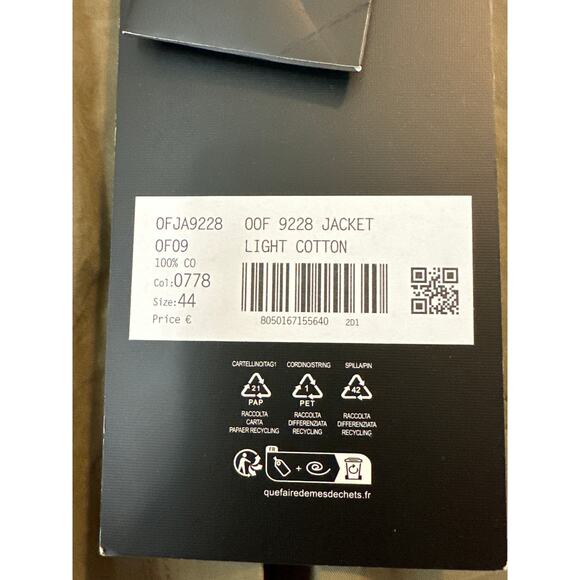 OFJA9228 OOF 9228 JACKET
OF09 LIGHT COTTON
100% CO
Col:0778
Size:44
Price €
8050167155640 2D1
CARTELLINO/TAG1 CORDINO/STRING SPILLA/PIN
21 1 42
PAP PET
RACCOLTA RACCOLTA RACCOLTA
CARTA DIFFERENZIATA DIFFERENZIATA
PAPAER RECYCLING RECYCLING RECYCLING
FR
+
quefairedemesdechets.fr